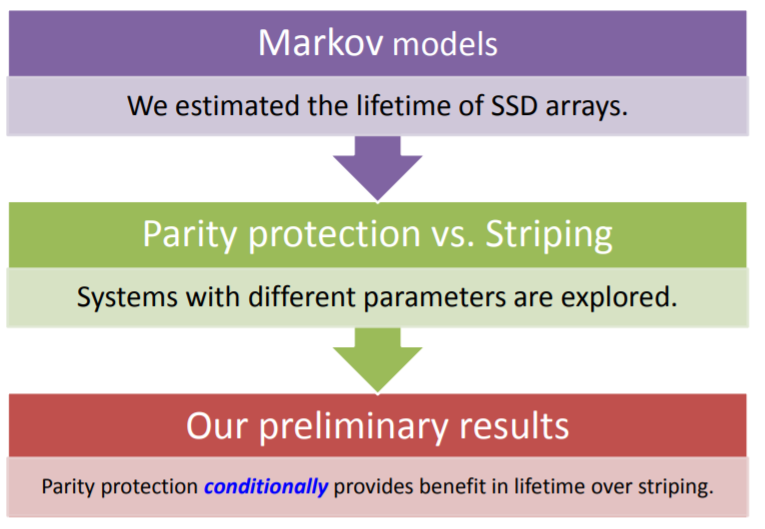 Markov models
We estimated the lifetime of SSD arrays.
Parity protection vs. Striping
Systems with different parameters are explored.
Our preliminary results
Parity protection conditionally provides benefit in lifetime over striping.